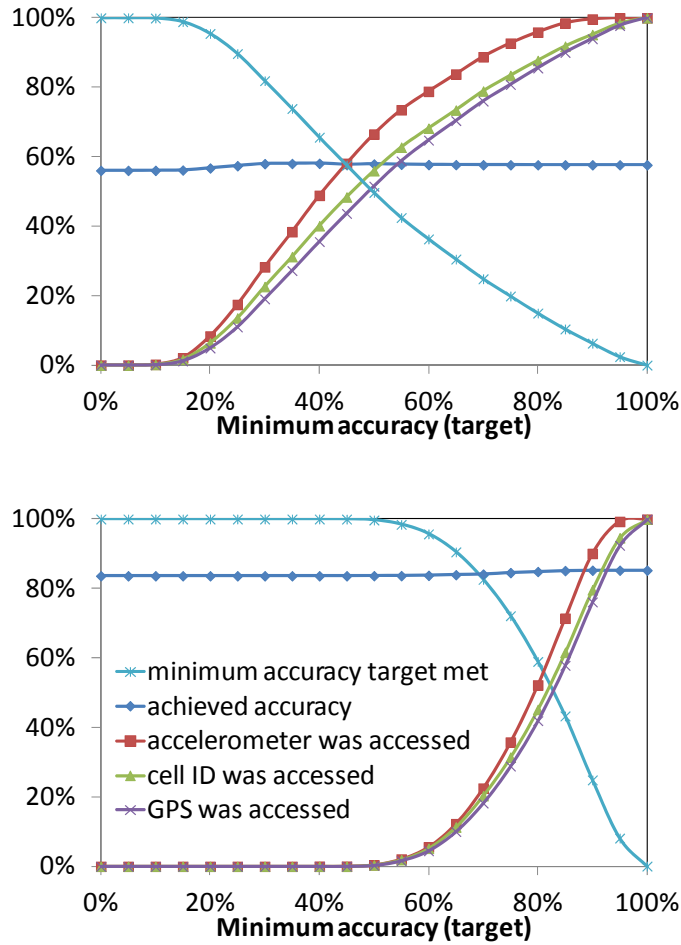 100%
80%
60%
40%
20%
0%
0% 20% 40% 60% 80% 100%
Minimum accuracy (target)
100%
80%
60%
40%
20%
0%
minimum accuracy target met
achieved accuracy
accelerometer was accessed
cell ID was accessed
GPS was accessed
0% 20% 40% 60% 80% 100%
Minimum accuracy (target)